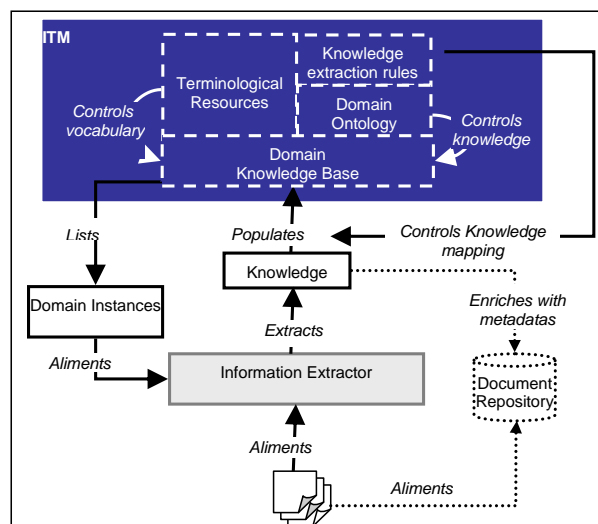 ITM
Knowledge
extraction rules
Terminological
Resources
Domain
Ontology
Controls
vocabulary
Controls
knowledge
Domain
Knowledge Base
Lists
Populates
Controls Knowledge
mapping
Knowledge
Domain Instances
Enriches with
metadatas
Extracts
Aliments
Information Extractor
Document
Repository
Aliments
Aliments